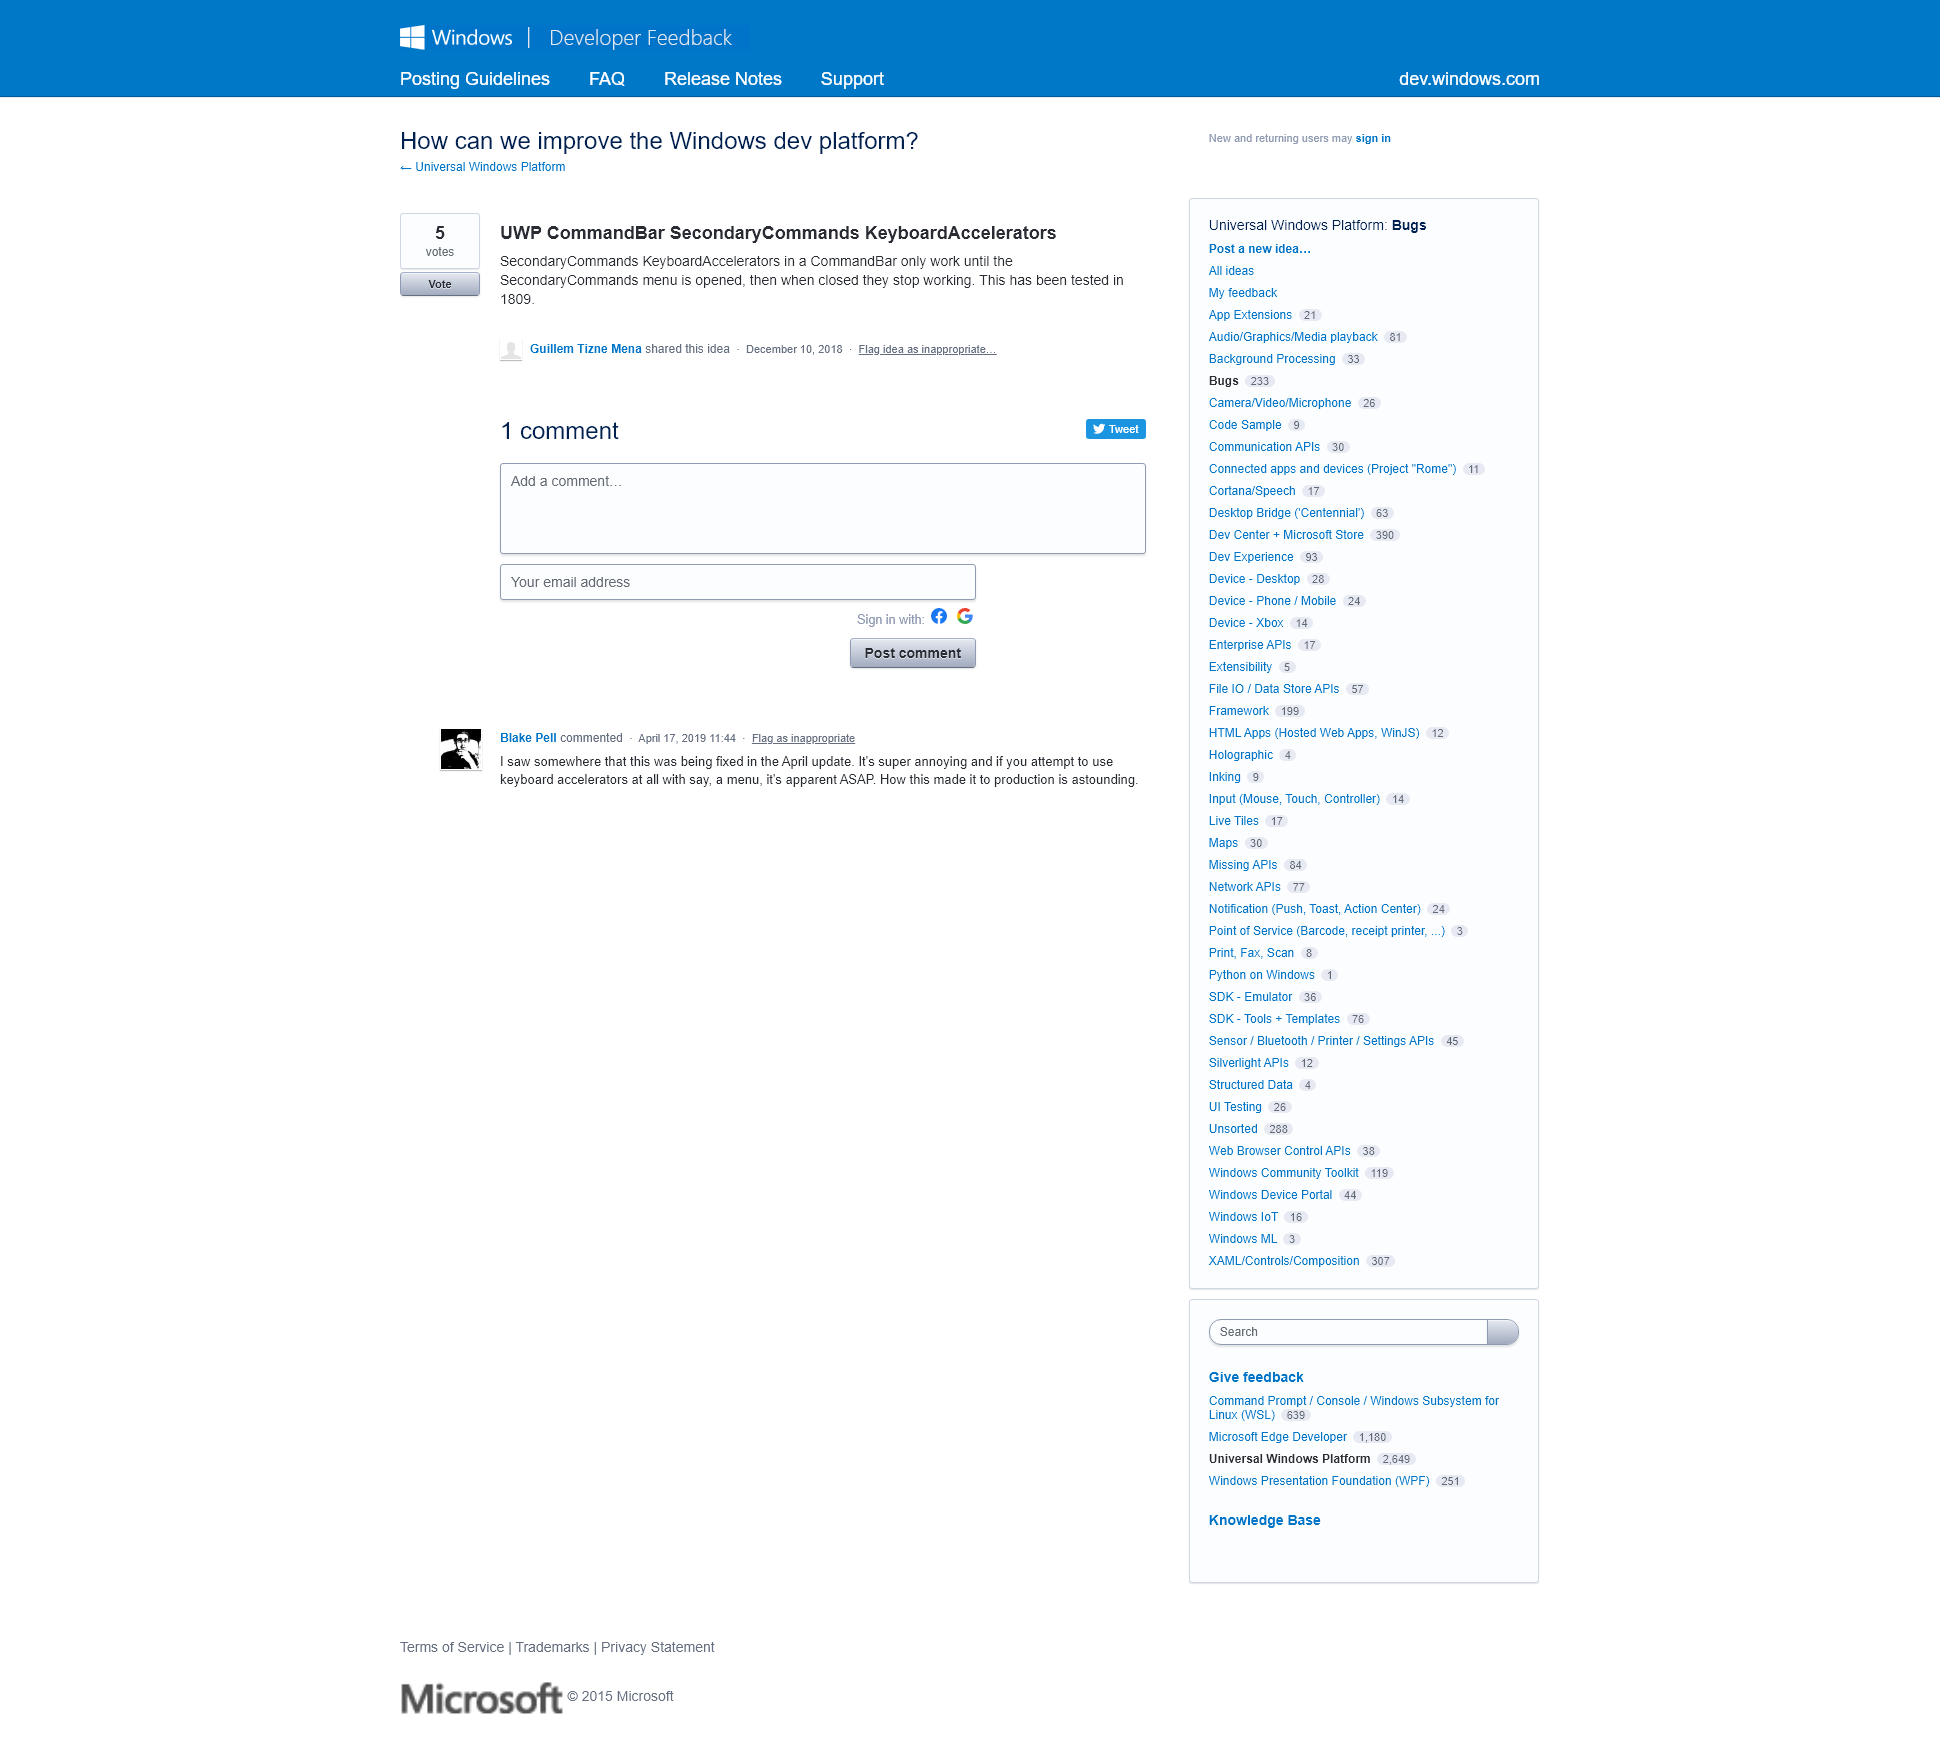 Windows | Developer Feedback
Posting Guidelines FAQ Release Notes Support dev.windows.com
How can we improve the Windows dev platform?
← Universal Windows Platform
New and returning users may sign in
5
votes
Vote
UWP CommandBar SecondaryCommands KeyboardAccelerators
SecondaryCommands KeyboardAccelerators in a CommandBar only work until the
SecondaryCommands menu is opened, then when closed they stop working. This has been tested in
1809.
Guillem Tizne Mena shared this idea · December 10, 2018 · Flag idea as inappropriate…
1 comment
Tweet
Add a comment…
Your email address
Sign in with:
Post comment
Blake Pell commented · April 17, 2019 11:44 · Flag as inappropriate
I saw somewhere that this was being fixed in the April update. It's super annoying and if you attempt to use
keyboard accelerators at all with say, a menu, it's apparent ASAP. How this made it to production is astounding.
Universal Windows Platform: Bugs
Post a new idea…
All ideas
My feedback
App Extensions 21
Audio/Graphics/Media playback 81
Background Processing 33
Bugs 233
Camera/Video/Microphone 26
Code Sample 9
Communication APIs 30
Connected apps and devices (Project "Rome") 11
Cortana/Speech 17
Desktop Bridge ('Centennial') 63
Dev Center + Microsoft Store 390
Dev Experience 93
Device - Desktop 28
Device - Phone / Mobile 24
Device - Xbox 14
Enterprise APIs 17
Extensibility 5
File IO / Data Store APIs 57
Framework 199
HTML Apps (Hosted Web Apps, WinJS) 12
Holographic 4
Inking 9
Input (Mouse, Touch, Controller) 14
Live Tiles 17
Maps 30
Missing APIs 84
Network APIs 77
Notification (Push, Toast, Action Center) 24
Point of Service (Barcode, receipt printer, ...) 3
Print, Fax, Scan 8
Python on Windows 1
SDK - Emulator 36
SDK - Tools + Templates 76
Sensor / Bluetooth / Printer / Settings APIs 45
Silverlight APIs 12
Structured Data 4
UI Testing 26
Unsorted 288
Web Browser Control APIs 38
Windows Community Toolkit 119
Windows Device Portal 44
Windows IoT 16
Windows ML 3
XAML/Controls/Composition 307
Search
Give feedback
Command Prompt / Console / Windows Subsystem for
Linux (WSL) 639
Microsoft Edge Developer 1,180
Universal Windows Platform 2,649
Windows Presentation Foundation (WPF) 251
Knowledge Base
Terms of Service | Trademarks | Privacy Statement
Microsoft © 2015 Microsoft